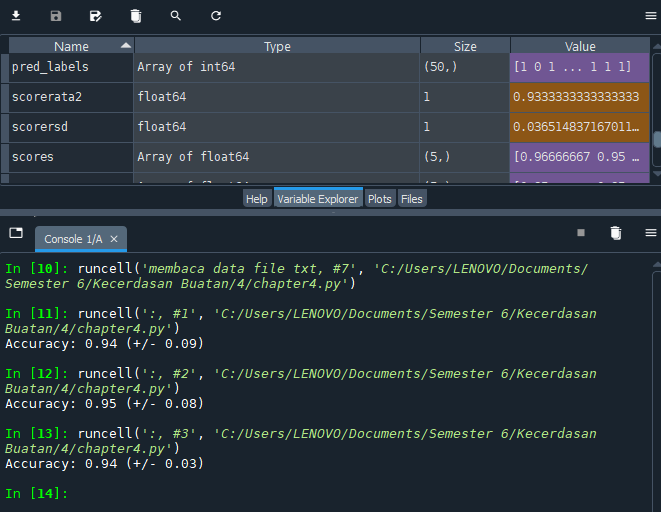 Name Type Size Value
pred_labels Array of int64 (50,) [1 0 1 ... 1 1 1]
scorerata2 float64 1 0.9333333333333333
scorersd float64 1 0.036514837167011…
scores Array of float64 (5,) [0.96666667 0.95 …
Help Variable Explorer Plots Files
Console 1/A
In [10]: runcell('membaca data file txt, #7', 'C:/Users/LENOVO/Documents/
Semester 6/Kecerdasan Buatan/4/chapter4.py')
In [11]: runcell(':, #1', 'C:/Users/LENOVO/Documents/Semester 6/Kecerdasan
Buatan/4/chapter4.py')
Accuracy: 0.94 (+/- 0.09)
In [12]: runcell(':, #2', 'C:/Users/LENOVO/Documents/Semester 6/Kecerdasan
Buatan/4/chapter4.py')
Accuracy: 0.95 (+/- 0.08)
In [13]: runcell(':, #3', 'C:/Users/LENOVO/Documents/Semester 6/Kecerdasan
Buatan/4/chapter4.py')
Accuracy: 0.94 (+/- 0.03)
In [14]: